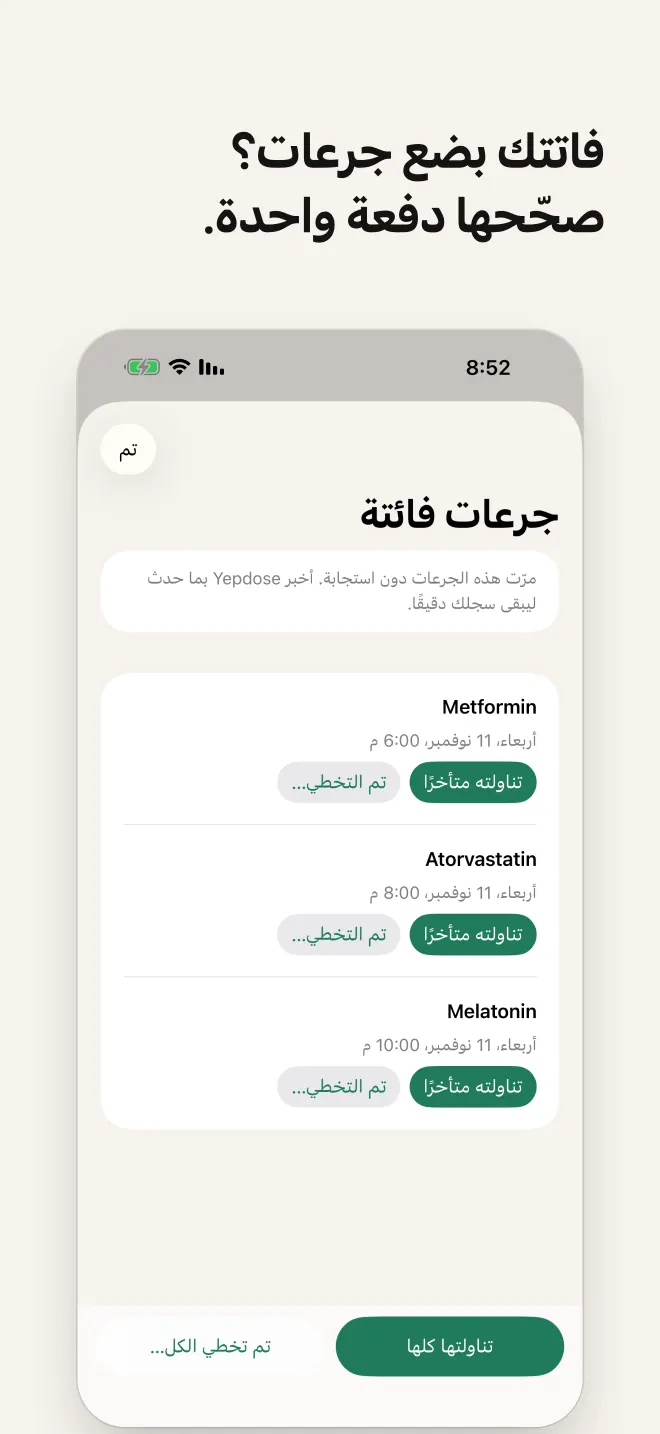 فاتتك بضع جرعات؟
صحّحها دفعة واحدة.
8:52
تم
جرعات فائتة
مرّت هذه الجرعات دون استجابة. أخبر Yepdose بما حدث
ليبقى سجلك دقيقًا.
Metformin
أربعاء، 11 نوفمبر، 6:00 م
تناولته متأخرًا
تم التخطي...
Atorvastatin
أربعاء، 11 نوفمبر، 8:00 م
تناولته متأخرًا
تم التخطي...
Melatonin
أربعاء، 11 نوفمبر، 10:00 م
تناولته متأخرًا
تم التخطي...
تناولتها كلها
تم تخطي الكل...